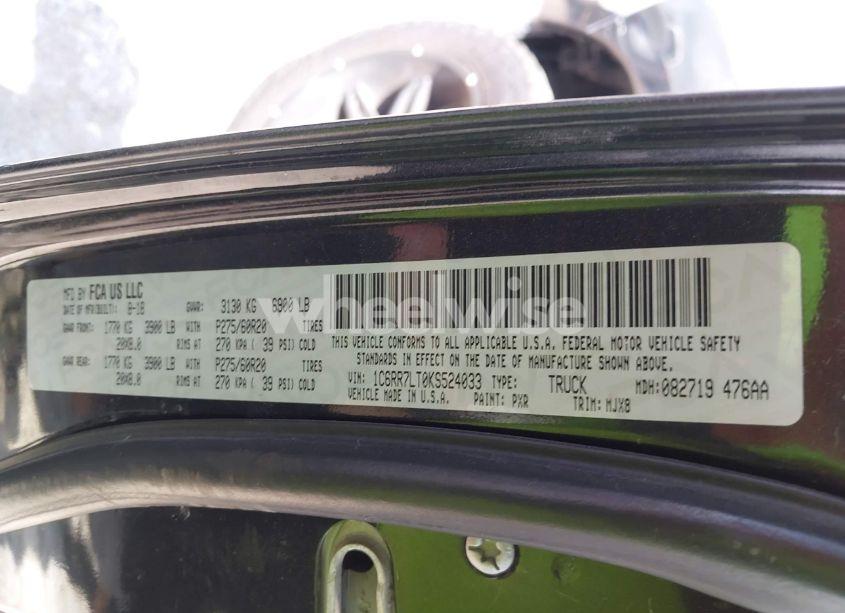 MFD BY FCA US LLC
DATE OF MFR(BUILT): 8-18 GVWR: 3130 KG 6900 LB
GAWR FRONT: 1770 KG 3900 LB WITH P275/60R20 TIRES
20X8.0 RIMS AT 270 KPA ( 39 PSI) COLD
GAWR REAR: 1770 KG 3900 LB WITH P275/60R20 TIRES
20X8.0 RIMS AT 270 KPA ( 39 PSI) COLD
THIS VEHICLE CONFORMS TO ALL APPLICABLE U.S.A. FEDERAL MOTOR VEHICLE SAFETY
STANDARDS IN EFFECT ON THE DATE OF MANUFACTURE SHOWN ABOVE.
VIN: 1C6RR7LT0KS524033 TYPE: TRUCK MDH:082719 476AA
VEHICLE MADE IN U.S.A. PAINT: PXR TRIM: MJX8
wheelwise